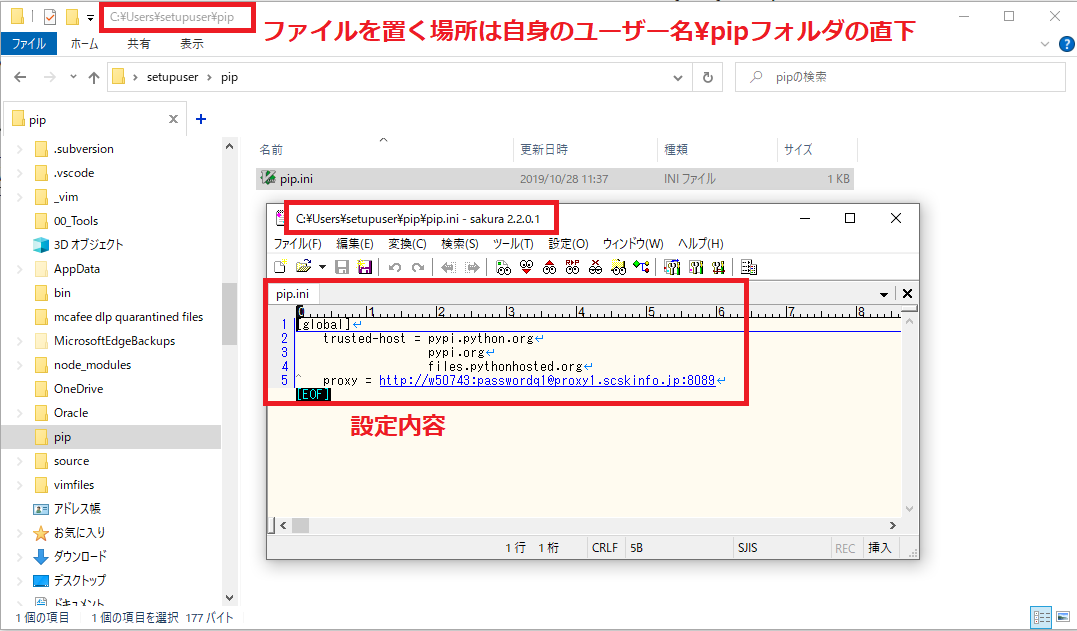 C:¥Users¥setupuser¥pip
ファイルを置く場所は自身のユーザー名¥pipフォルダの直下
ファイル ホーム 共有 表示
setupuser > pip
pipの検索
pip
.subversion
.vscode
_vim
00_Tools
3D オブジェクト
AppData
bin
mcafee dlp quarantined files
MicrosoftEdgeBackups
node_modules
OneDrive
Oracle
pip
source
vimfiles
アドレス帳
お気に入り
ダウンロード
デスクトップ
ドキュメント
1 個の項目 1 個の項目を選択 177 バイト
名前 更新日時 種類 サイズ
pip.ini 2019/10/28 11:37 INI ファイル 1 KB
C:¥Users¥setupuser¥pip¥pip.ini - sakura 2.2.0.1
ファイル(F) 編集(E) 変換(C) 検索(S) ツール(T) 設定(O) ウィンドウ(W) ヘルプ(H)
pip.ini
0 1 2 3 4 5 6 7 8
1 [global]
2 trusted-host = pypi.python.org
3 pypi.org
4 files.pythonhosted.org
5 proxy = http://w50743:passwordq1@proxy1.scskinfo.jp:8089
[EOF]
設定内容
1 行 1 桁 CRLF 5B SJIS REC 挿入